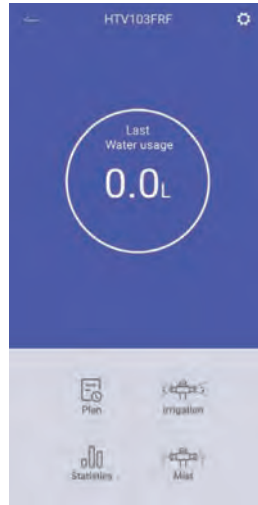 HTV103FRF
Last
Water usage
0.0L
Plan
irrigation
Statistics
Mist